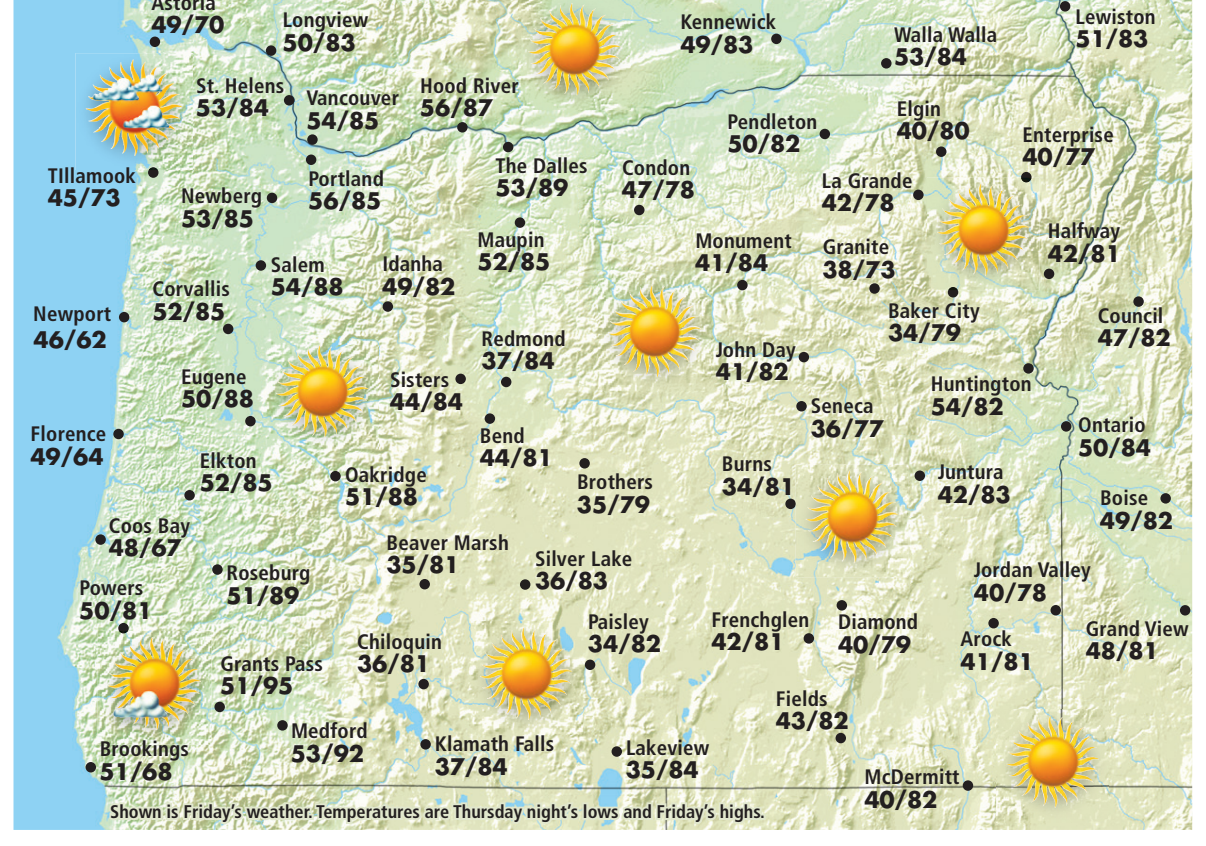 Astoria
49/70
Longview
50/83
Kennewick
49/83
Walla Walla
53/84
Lewiston
51/83
St. Helens
53/84
Vancouver
54/85
Hood River
56/87
Pendleton
50/82
Elgin
40/80
Enterprise
40/77
TIllamook
45/73
Newberg
53/85
Portland
56/85
The Dalles
53/89
Condon
47/78
La Grande
42/78
Maupin
52/85
Monument
41/84
Granite
38/73
Halfway
42/81
Salem
54/88
Idanha
49/82
Corvallis
52/85
Newport
46/62
Baker City
34/79
Council
47/82
Redmond
37/84
John Day
41/82
Eugene
50/88
Sisters
44/84
Huntington
54/82
Seneca
36/77
Florence
49/64
Bend
44/81
Ontario
50/84
Elkton
52/85
Oakridge
51/88
Brothers
35/79
Burns
34/81
Juntura
42/83
Boise
49/82
Coos Bay
48/67
Beaver Marsh
35/81
Silver Lake
36/83
Roseburg
51/89
Jordan Valley
40/78
Powers
50/81
Paisley
34/82
Frenchglen
42/81
Diamond
40/79
Arock
41/81
Grand View
48/81
Chiloquin
36/81
Grants Pass
51/95
Fields
43/82
Medford
53/92
Klamath Falls
37/84
Lakeview
35/84
Brookings
51/68
McDermitt
40/82
Shown is Friday's weather. Temperatures are Thursday night's lows and Friday's highs.